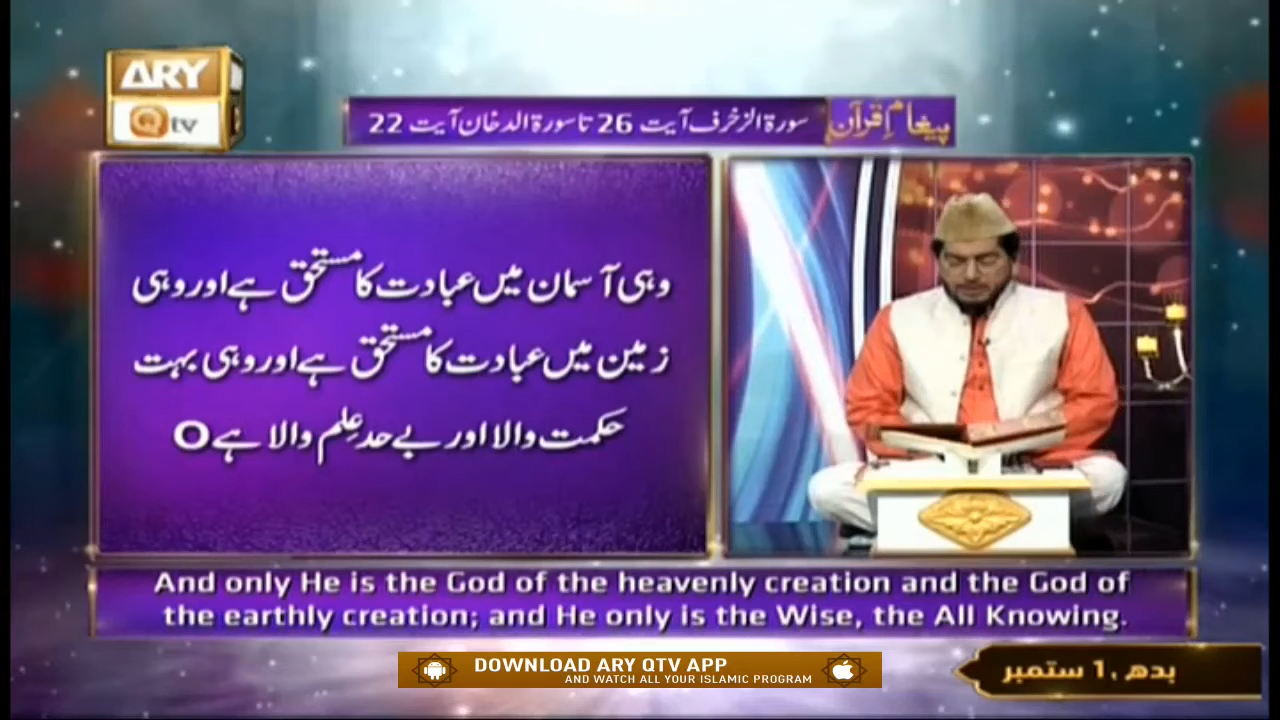 ARY
Qtv
پیغامِ قرآن
سورۃ الزخرف آیت 26 تا سورۃ الدخان آیت 22
وہی آسمان میں عبادت کا مستحق ہے اور وہی
زمین میں عبادت کا مستحق ہے اور وہی بہت
حکمت والا اور بے حد عِلم والا ہے O
And only He is the God of the heavenly creation and the God of
the earthly creation; and He only is the Wise, the All Knowing.
DOWNLOAD ARY QTV APP
AND WATCH ALL YOUR ISLAMIC PROGRAM
بدھ ، 1 ستمبر